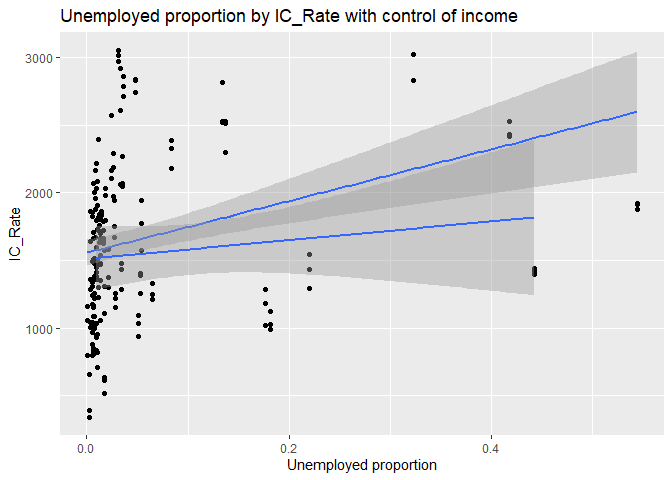 Unemployed proportion by IC_Rate with control of income
3000
2000
1000
IC_Rate
0.0
0.2
0.4
Unemployed proportion